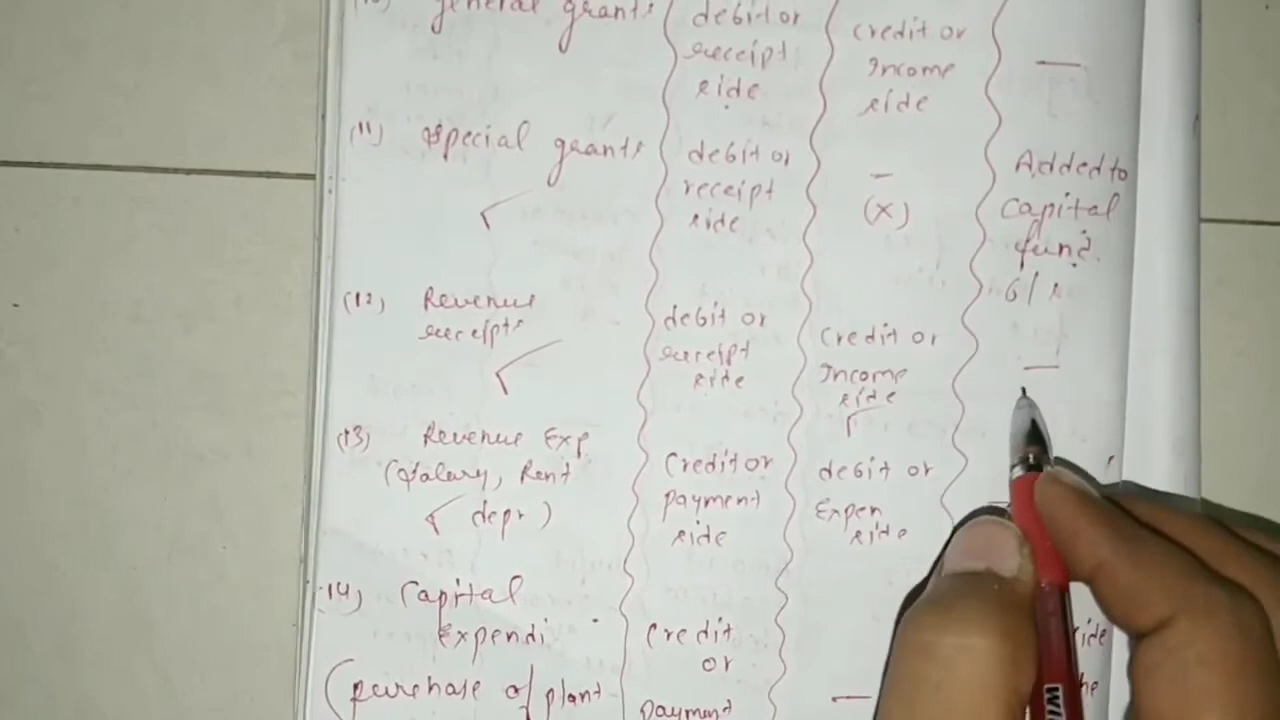 (10) general grants
debit or
receipt
side
credit or
Income
side
—
(11) Special grants
debit or
receipt
side
—
(x)
Added to
Capital
fund.
(12) Revenue
receipts
debit or
receipt
side
Credit or
Income
side
—
(13) Revenue Exp
(Salary, Rent
depr)
Credit or
payment
side
debit or
Expen
side
14) Capital
Expendi.
(purchase of plant
Credit
or
payment
—